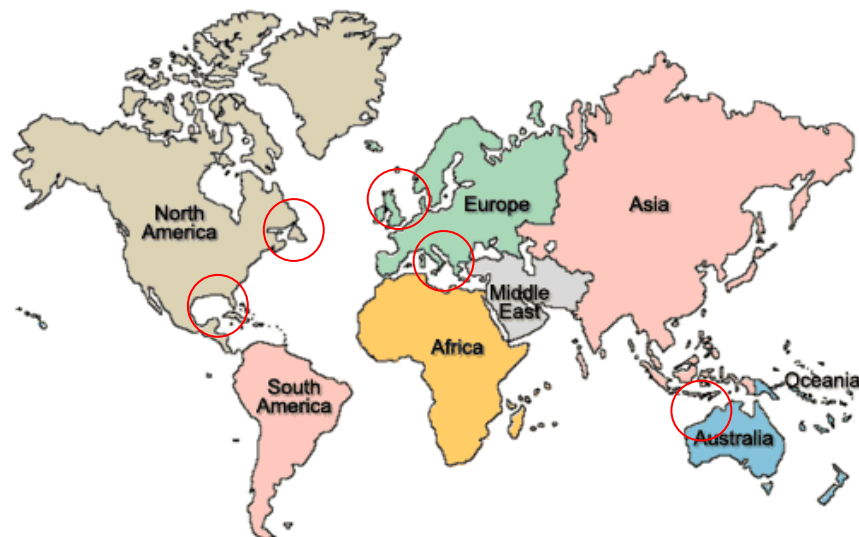 North
America
Europe
Asia
Middle
East
Africa
South
America
Oceania
Australia